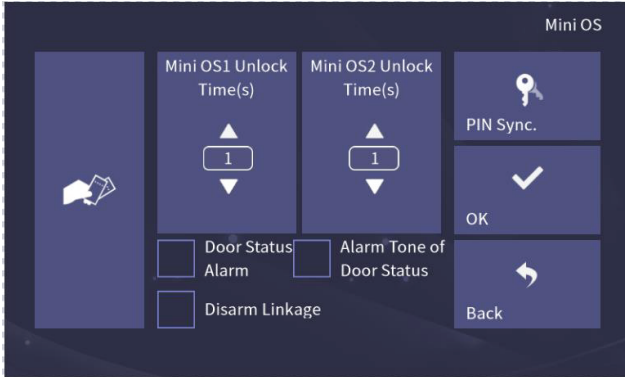 Mini OS
Mini OS1 Unlock
Time(s)
1
Mini OS2 Unlock
Time(s)
1
PIN Sync.
OK
Door Status
Alarm
Alarm Tone of
Door Status
Disarm Linkage
Back